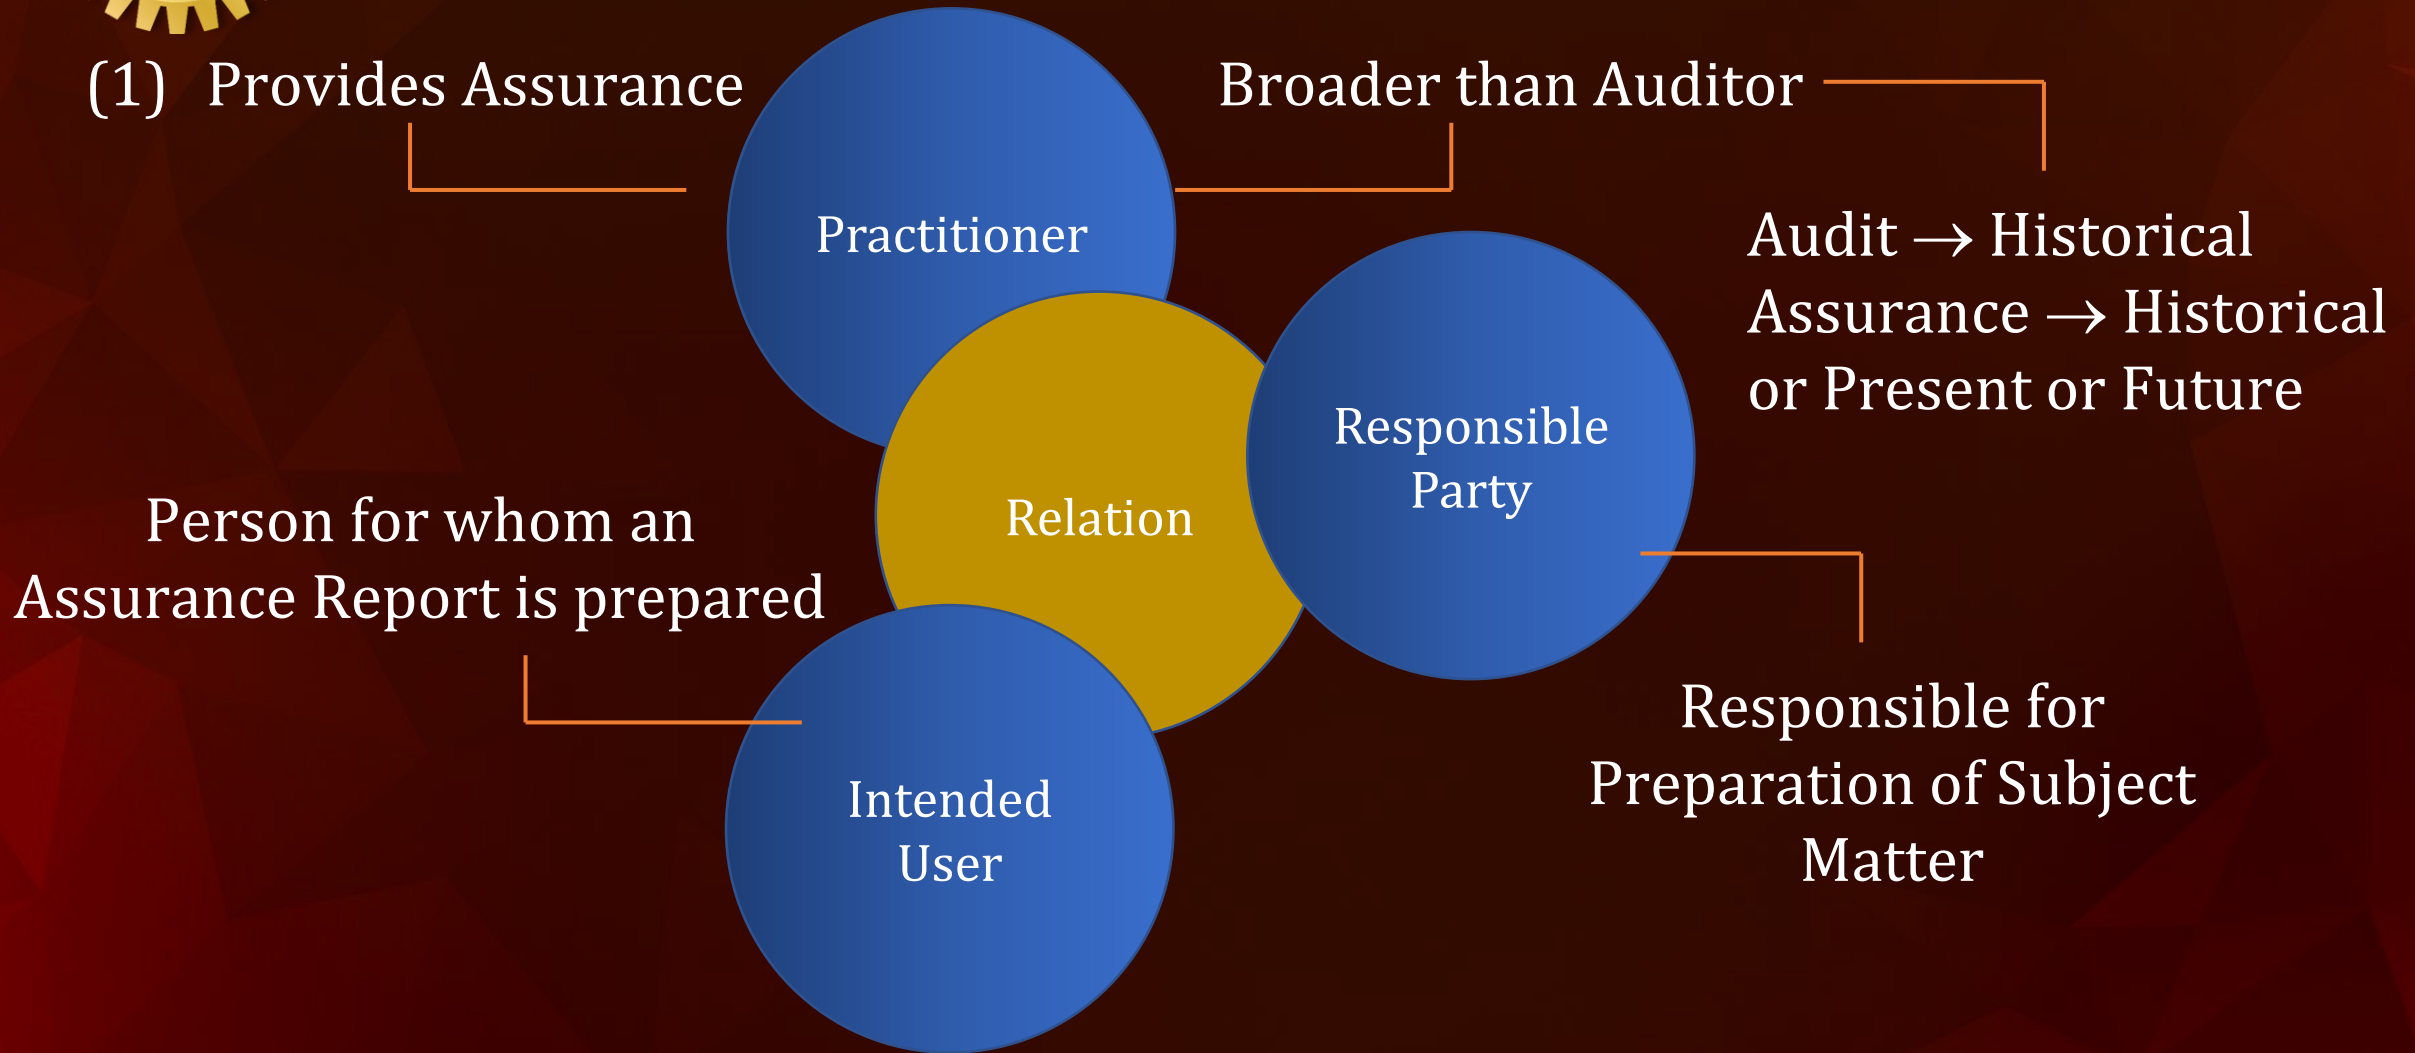 (1) Provides Assurance
Broader than Auditor
Practitioner
Audit → Historical
Assurance → Historical
or Present or Future
Responsible
Party
Relation
Person for whom an
Assurance Report is prepared
Responsible for
Preparation of Subject
Matter
Intended
User